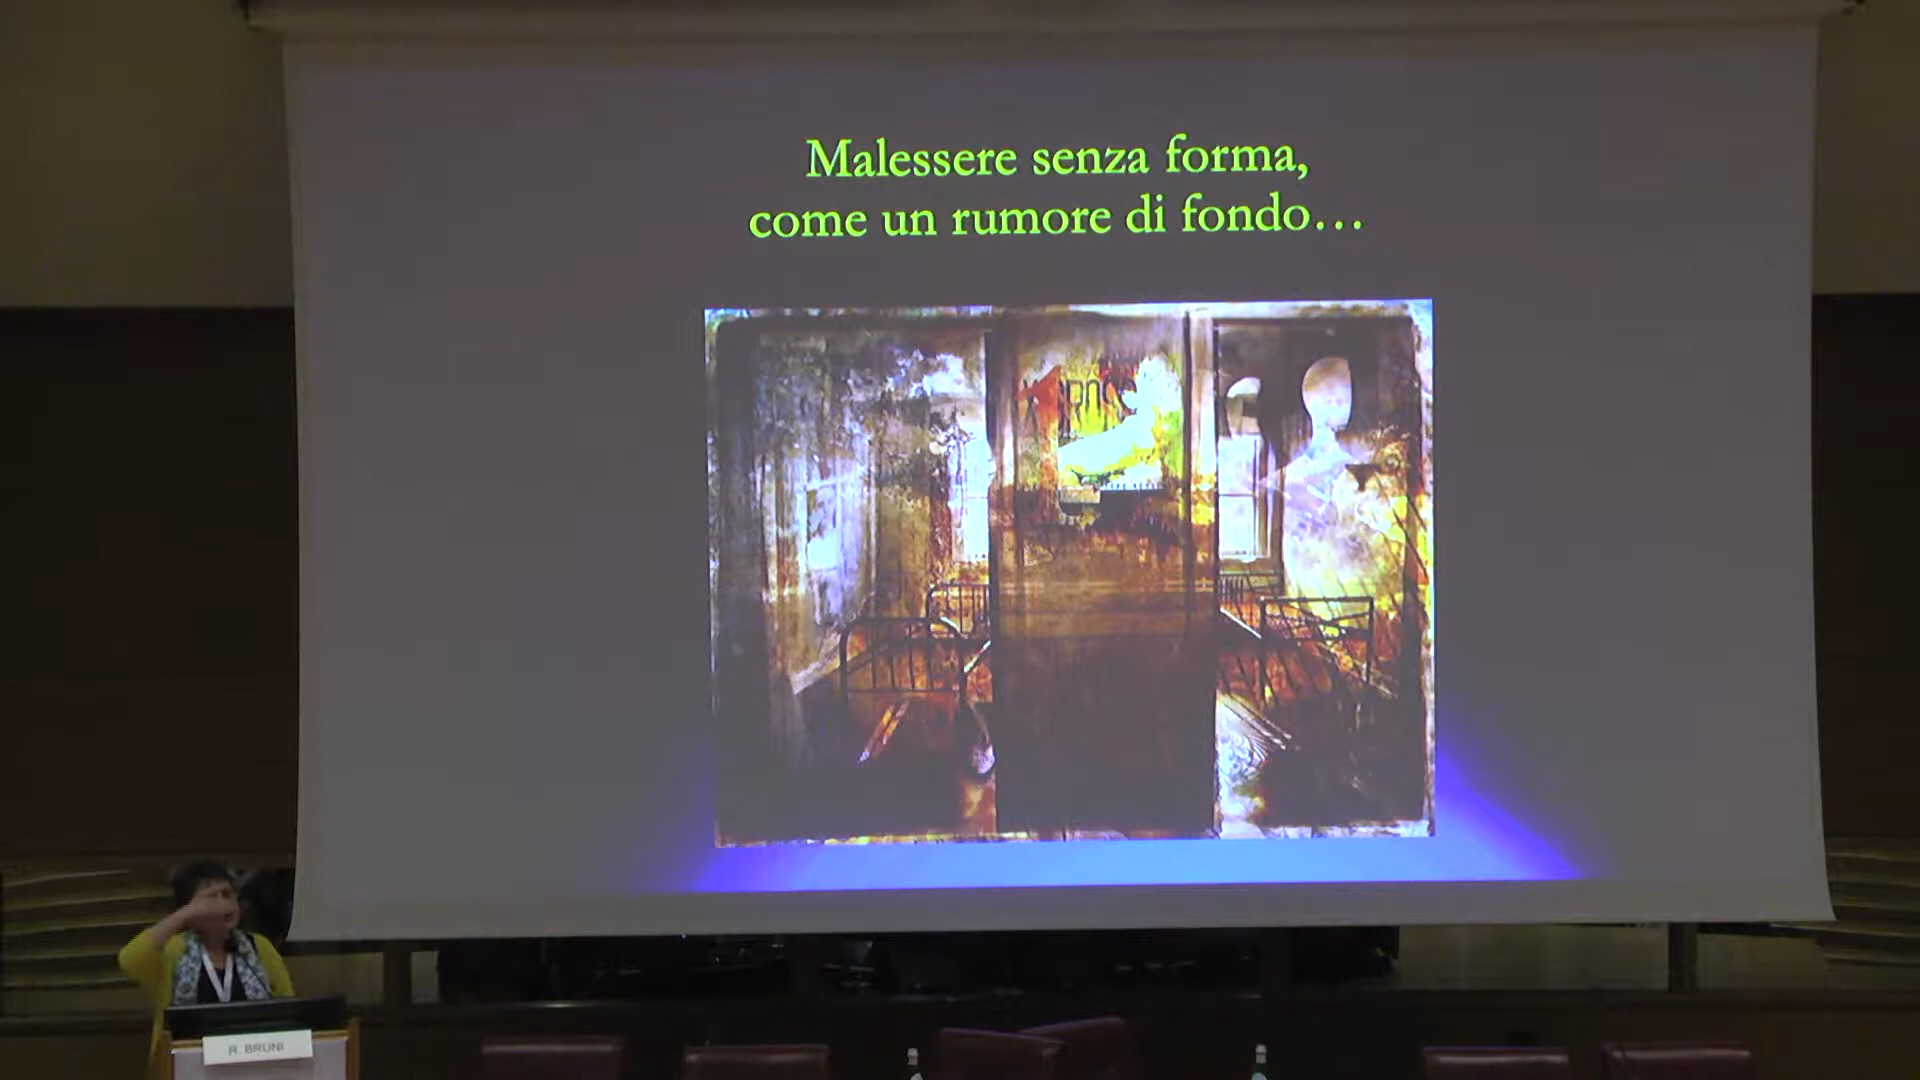 Malessere senza forma,
come un rumore di fondo…
R. BRUNI